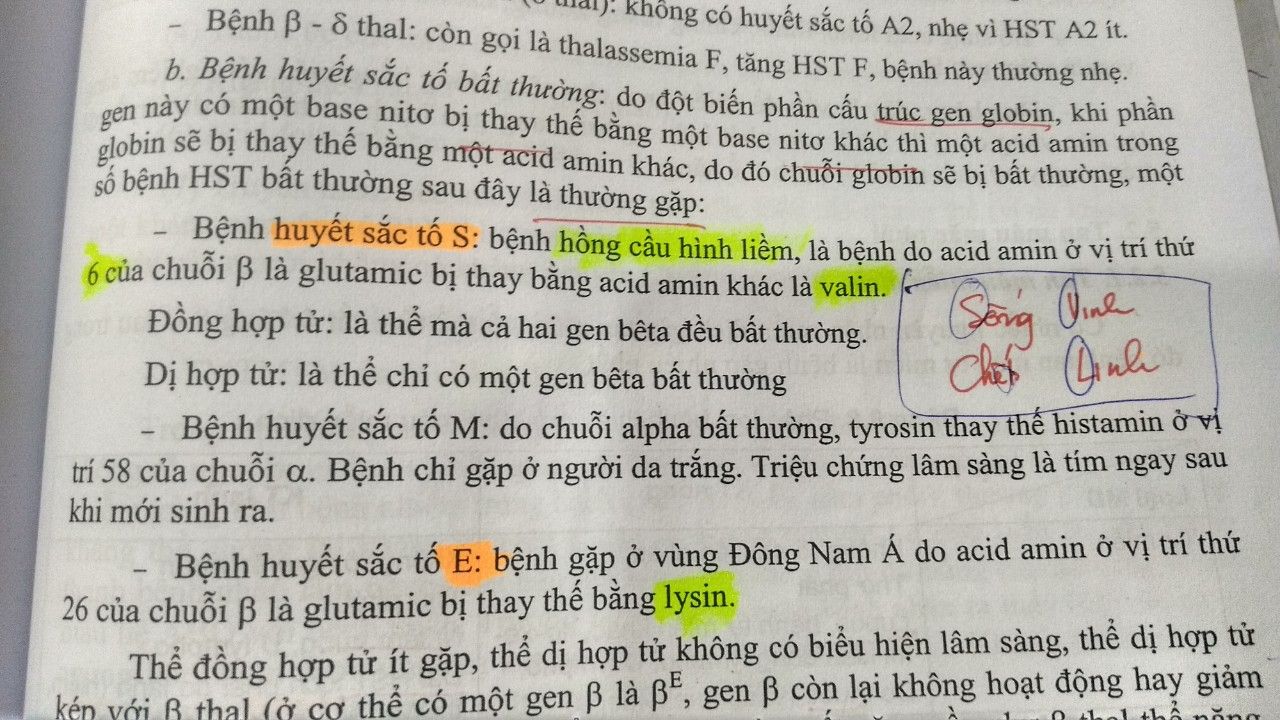 thal): không có huyết sắc tố A2, nhẹ vì HST A2 ít.
– Bệnh β - δ thal: còn gọi là thalassemia F, tăng HST F, bệnh này thường nhẹ.
b. Bệnh huyết sắc tố bất thường: do đột biến phần cấu trúc gen globin, khi phần
gen này có một base nitơ bị thay thế bằng một base nitơ khác thì một acid amin trong
globin sẽ bị thay thế bằng một acid amin khác, do đó chuỗi globin sẽ bị bất thường, một
số bệnh HST bất thường sau đây là thường gặp:
– Bệnh huyết sắc tố S: bệnh hồng cầu hình liềm, là bệnh do acid amin ở vị trí thứ
6 của chuỗi β là glutamic bị thay bằng acid amin khác là valin.
Sống Vinh
Chết Linh
Đồng hợp tử: là thể mà cả hai gen bêta đều bất thường.
Dị hợp tử: là thể chỉ có một gen bêta bất thường
– Bệnh huyết sắc tố M: do chuỗi alpha bất thường, tyrosin thay thế histamin ở vị
trí 58 của chuỗi α. Bệnh chỉ gặp ở người da trắng. Triệu chứng lâm sàng là tím ngay sau
khi mới sinh ra.
– Bệnh huyết sắc tố E: bệnh gặp ở vùng Đông Nam Á do acid amin ở vị trí thứ
26 của chuỗi β là glutamic bị thay thế bằng lysin.
Thể đồng hợp tử ít gặp, thể dị hợp tử không có biểu hiện lâm sàng, thể dị hợp tử
kép với β thal (ở cơ thể có một gen β là βᴱ, gen β còn lại không hoạt động hay giảm